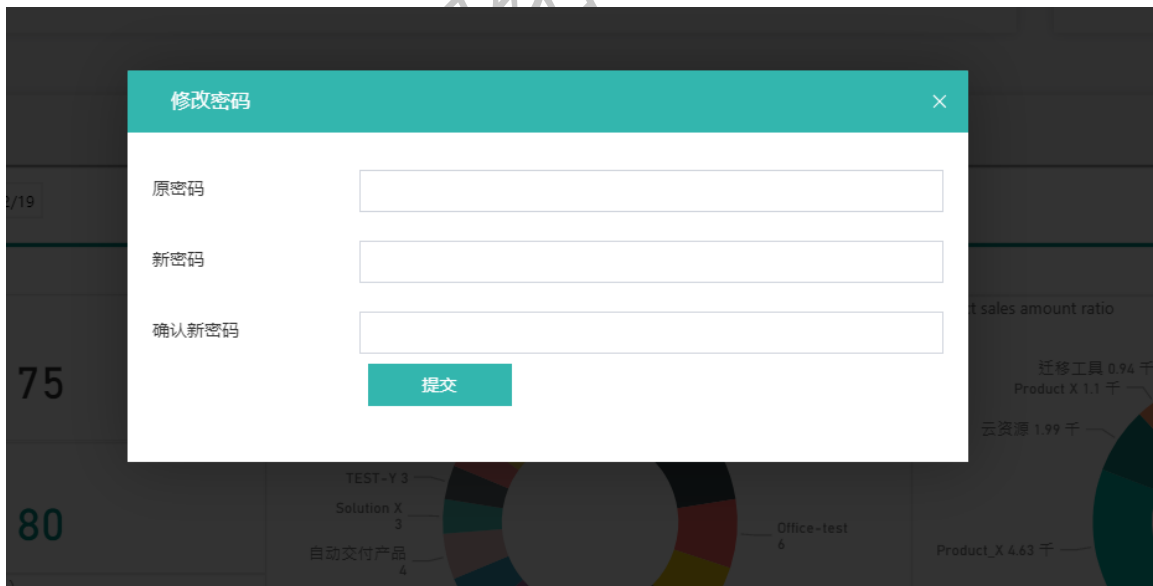 修改密码
×
原密码
2/19
新密码
t sales amount ratio
确认新密码
75
迁移工具 0.94 千
Product X 1.1 千
提交
云资源 1.99 千
TEST-Y 3
Solution X
3
80
Office-test
6
自动交付产品
4
Product_X 4.63 千